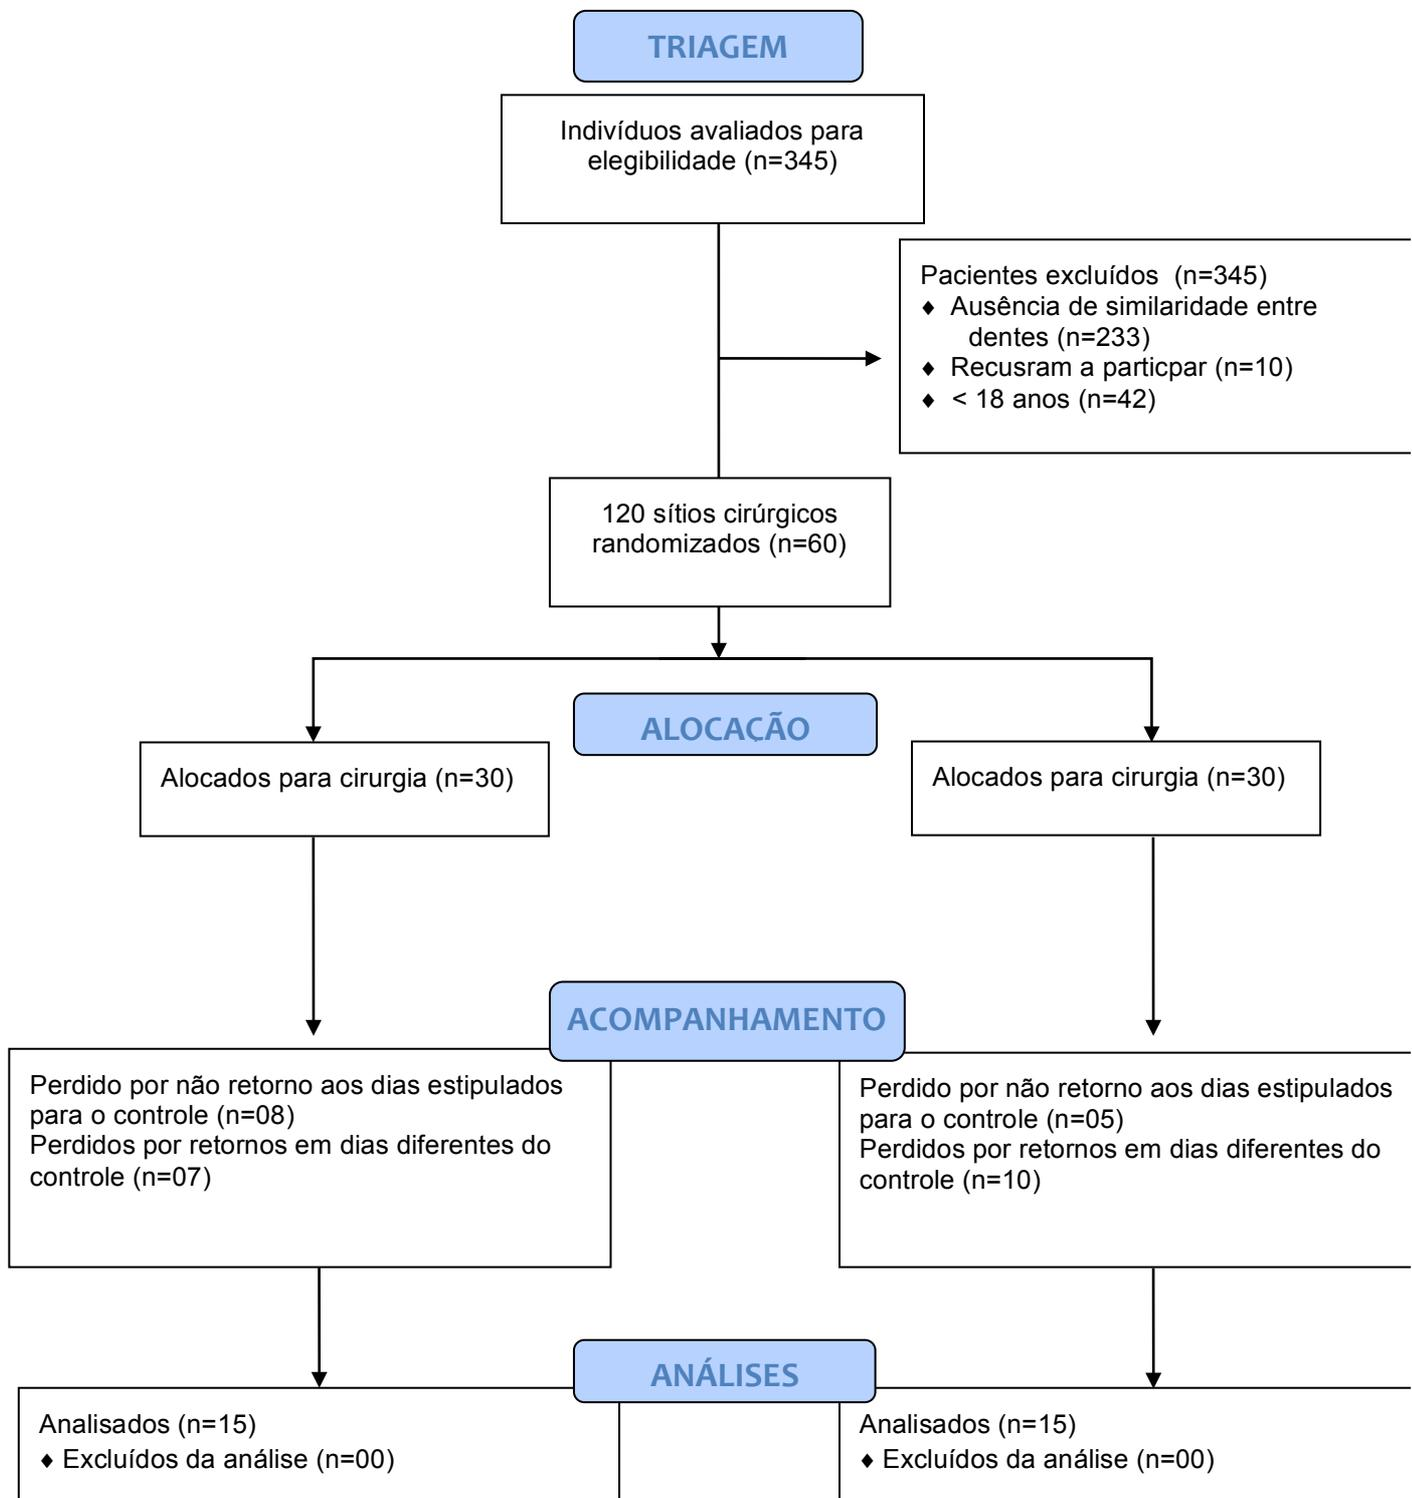 TRIAGEM
Indivíduos avaliados para
elegibilidade (n=345)
Pacientes excluídos  (n=345)
♦ Ausência de similaridade entre
dentes (n=233)
♦ Recusram a particpar (n=10)
♦ < 18 anos (n=42)
120 sítios cirúrgicos
randomizados (n=60)
ALOCAÇÃO
Alocados para cirurgia (n=30)
Alocados para cirurgia (n=30)
ACOMPANHAMENTO
Perdido por não retorno aos dias estipulados
para o controle (n=08)
Perdidos por retornos em dias diferentes do
controle (n=07)
Perdido por não retorno aos dias estipulados
para o controle (n=05)
Perdidos por retornos em dias diferentes do
controle (n=10)
ANÁLISES
Analisados (n=15)
♦ Excluídos da análise (n=00)
Analisados (n=15)
♦ Excluídos da análise (n=00)